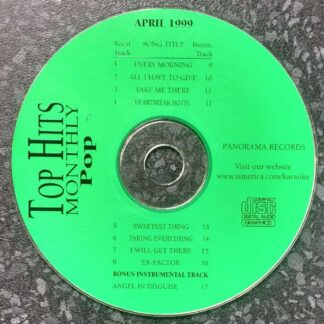 APRIL 1999
Vocal Track SONG TITLE Instru. Track
1 EVERY MORNING 9
2 ALL I HAVE TO GIVE 10
3 TAKE ME THERE 11
4 HEARTBREAK HOTEL 12
TOP HITS
MONTHLY
Pop
PANORAMA RECORDS
Visit our website
www.iamerica.com/karaoke
COMPACT
disc
DIGITAL AUDIO
GRAPHICS
5 SWEETEST THING 13
6 TAKING EVERYTHING 14
7 I WILL GET THERE 15
8 EX-FACTOR 16
BONUS INSTRUMENTAL TRACK
ANGEL IN DISGUISE 17